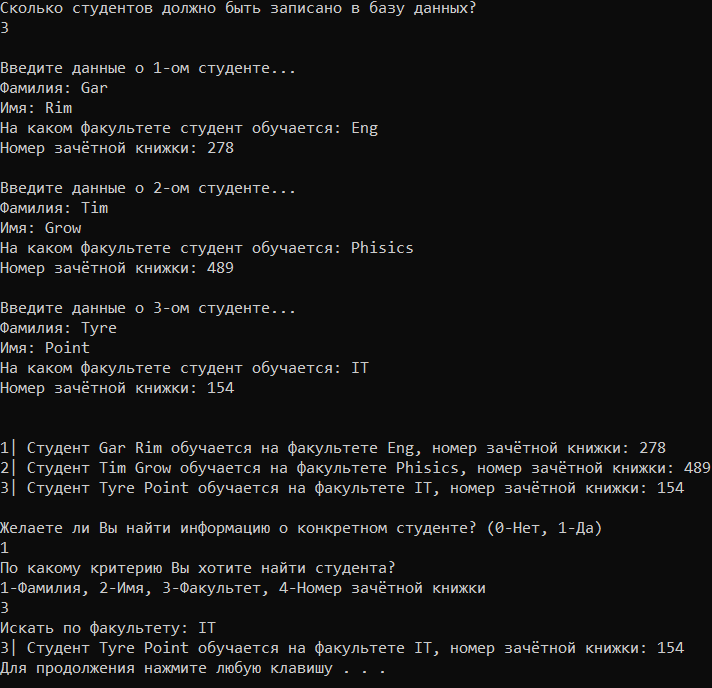 Сколько студентов должно быть записано в базу данных?
3
Введите данные о 1-ом студенте...
Фамилия: Gar
Имя: Rim
На каком факультете студент обучается: Eng
Номер зачётной книжки: 278
Введите данные о 2-ом студенте...
Фамилия: Tim
Имя: Grow
На каком факультете студент обучается: Phisics
Номер зачётной книжки: 489
Введите данные о 3-ом студенте...
Фамилия: Tyre
Имя: Point
На каком факультете студент обучается: IT
Номер зачётной книжки: 154
1| Студент Gar Rim обучается на факультете Eng, номер зачётной книжки: 278
2| Студент Tim Grow обучается на факультете Phisics, номер зачётной книжки: 489
3| Студент Tyre Point обучается на факультете IT, номер зачётной книжки: 154
Желаете ли Вы найти информацию о конкретном студенте? (0-Нет, 1-Да)
1
По какому критерию Вы хотите найти студента?
1-Фамилия, 2-Имя, 3-Факультет, 4-Номер зачётной книжки
3
Искать по факультету: IT
3| Студент Tyre Point обучается на факультете IT, номер зачётной книжки: 154
Для продолжения нажмите любую клавишу . . .